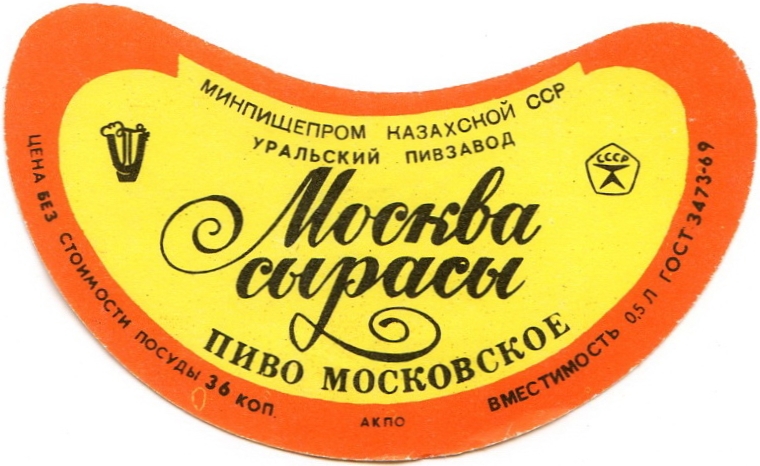 МИНПИЩЕПРОМ КАЗАХСКОЙ ССР
УРАЛЬСКИЙ ПИВЗАВОД
СССР
Москва
сырасы
ПИВО МОСКОВСКОЕ
ЦЕНА БЕЗ СТОИМОСТИ ПОСУДЫ 36 КОП.
АКПО
ВМЕСТИМОСТЬ 0,5 Л ГОСТ 3473-69